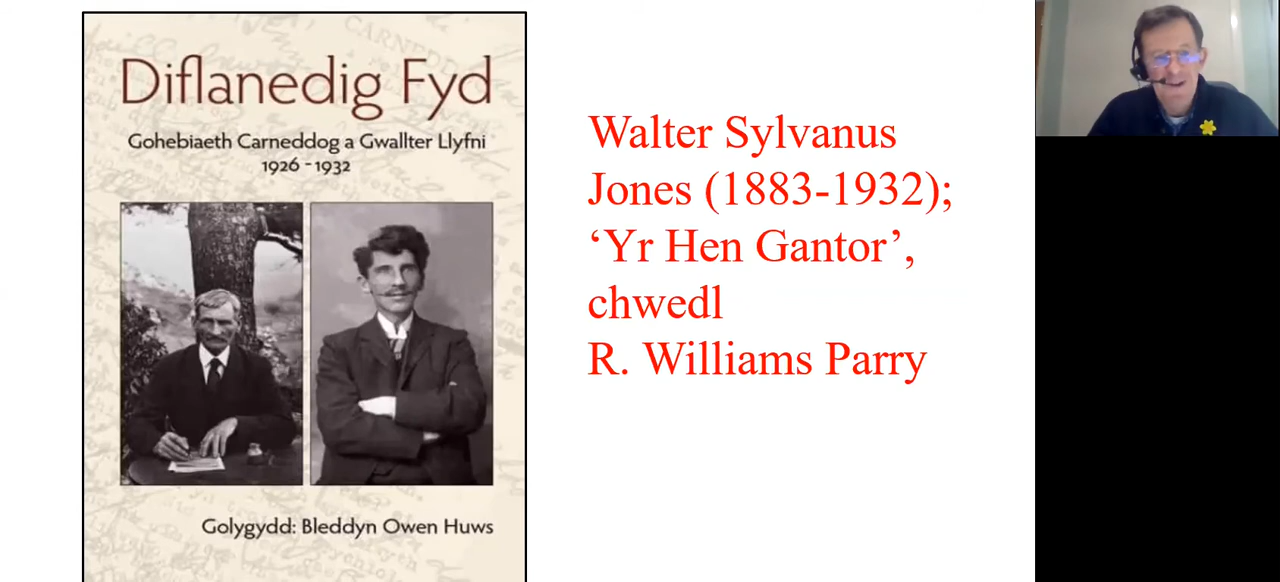 Diflanedig Fyd
Gohebiaeth Carneddog a Gwallter Llyfni
1926 - 1932
Golygydd: Bleddyn Owen Huws
Walter Sylvanus
Jones (1883-1932);
‘Yr Hen Gantor’,
chwedl
R. Williams Parry